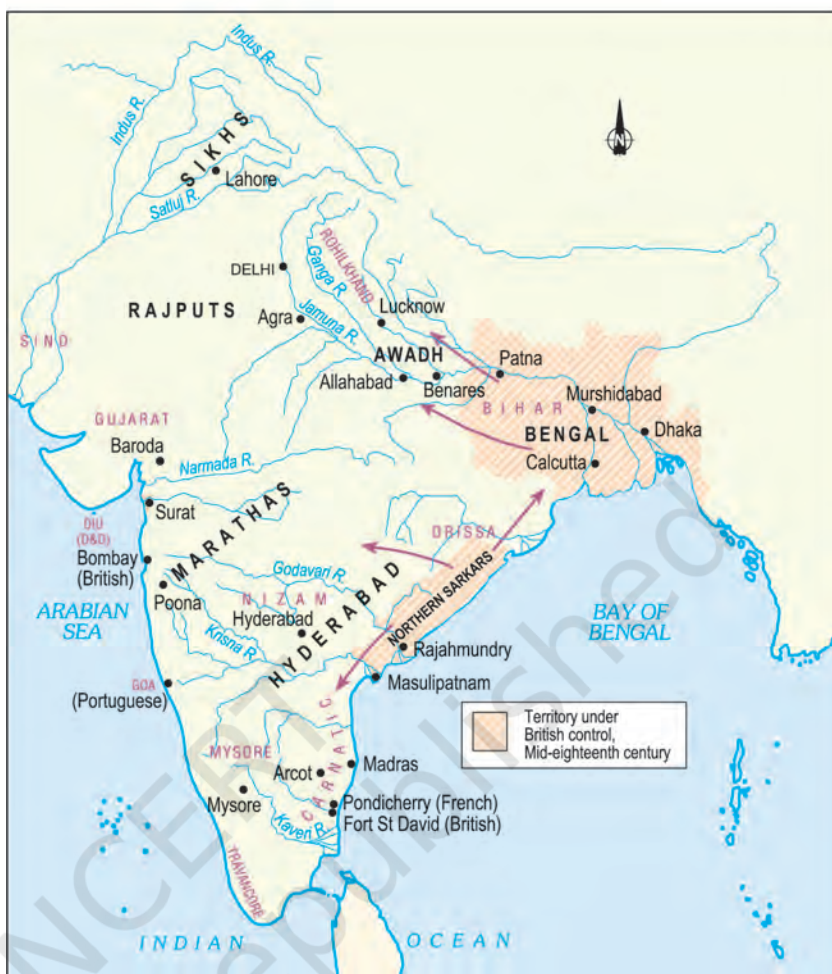 Indus R.
Indus R.
SIKHS
Lahore
Satluj R.
N
DELHI
ROHILKHAND
Ganga R.
RAJPUTS
Lucknow
Agra
Jamuna R.
SIND
AWADH
Patna
Allahabad
Benares
Murshidabad
BIHAR
GUJARAT
BENGAL
Dhaka
Baroda
Calcutta
Narmada R.
Surat
MARATHAS
DIU
(D&D)
ORISSA
Bombay
(British)
Godavari R.
NORTHERN SARKARS
Poona
NIZAM
ARABIAN
SEA
Hyderabad
HYDERABAD
BAY OF
BENGAL
Krisna R.
Rajahmundry
Masulipatnam
GOA
(Portuguese)
Territory under
British control,
Mid-eighteenth century
CARNATIC
MYSORE
Madras
Arcot
Mysore
Pondicherry (French)
Fort St David (British)
Kaveri R.
TRAVANCORE
INDIAN OCEAN
NCERT
republished